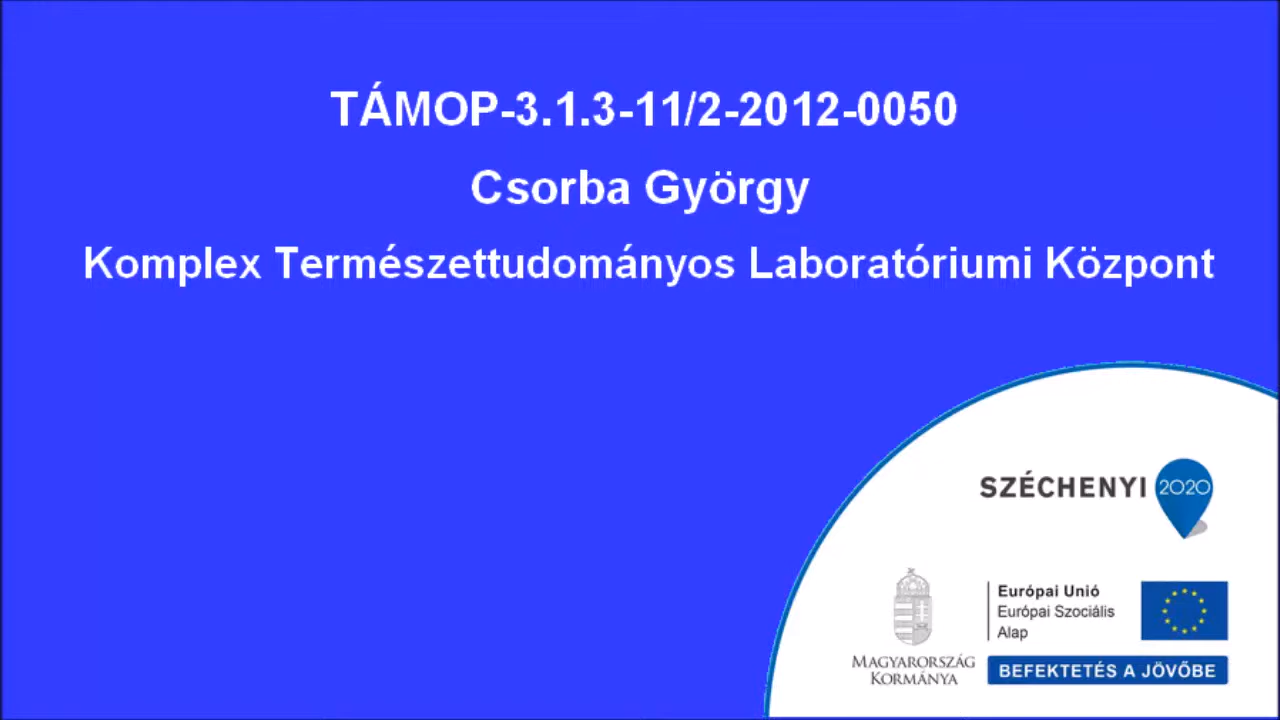 TÁMOP-3.1.3-11/2-2012-0050
Csorba György
Komplex Természettudományos Laboratóriumi Központ
SZÉCHENYI 2020
Európai Unió
Európai Szociális
Alap
MAGYARORSZÁG
KORMÁNYA
BEFEKTETÉS A JÖVŐBE